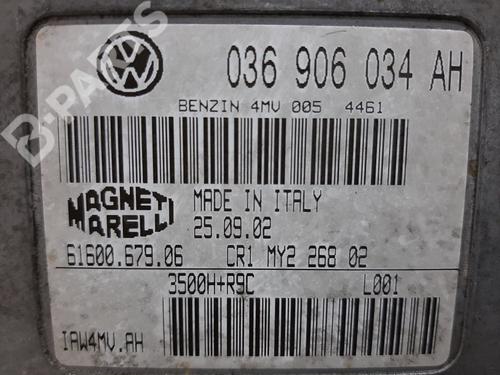 036 906 034 AH
BENZIN 4MV 005 4461
MAGNETI
MARELLI
MADE IN ITALY
25.09.02
61600.679.06 CR1 MY2 268 02
3500H+R9C L001
IAW4MV.AH
B-PARTS